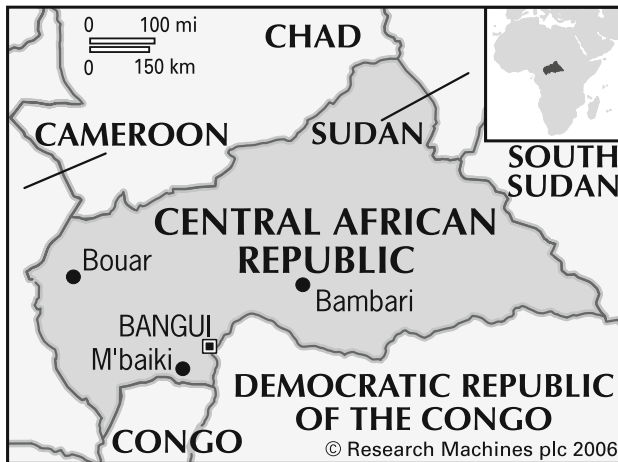 0 100 mi
0 150 km
CHAD
CAMEROON
SUDAN
SOUTH
SUDAN
CENTRAL AFRICAN
REPUBLIC
Bouar
Bambari
BANGUI
M'baiki
DEMOCRATIC REPUBLIC
OF THE CONGO
CONGO
© Research Machines plc 2006